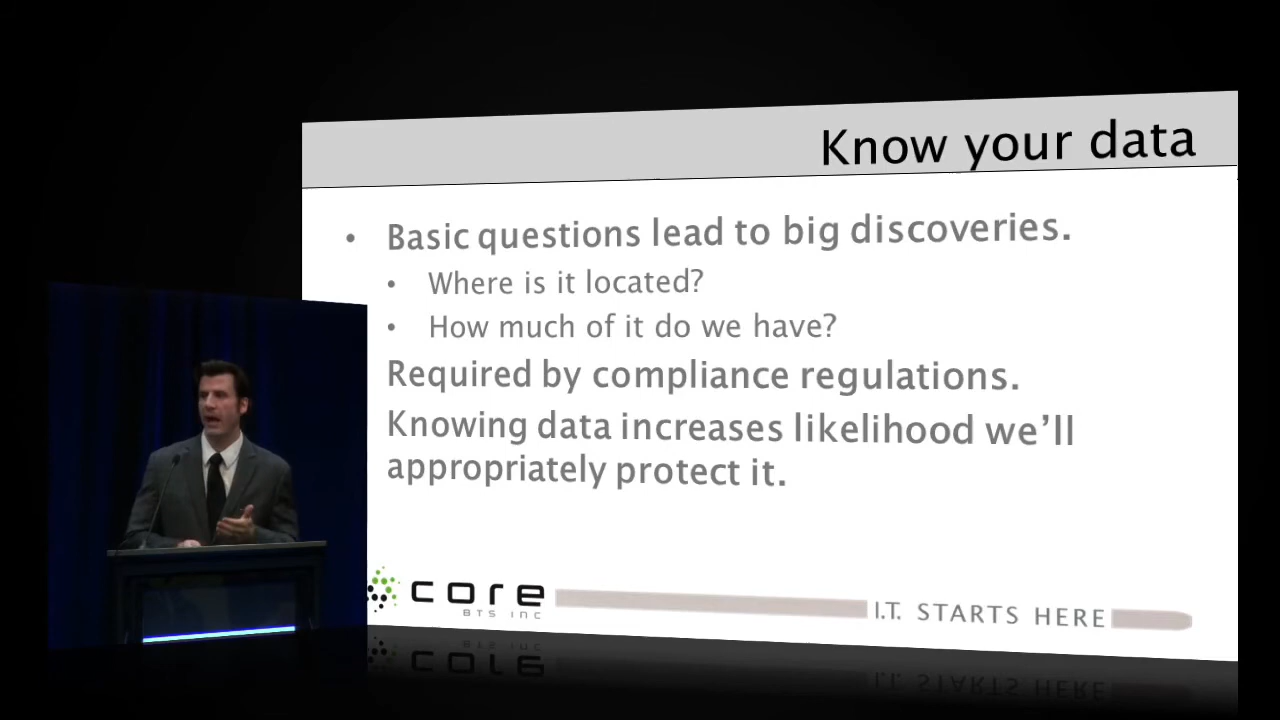 Know your data
• Basic questions lead to big discoveries.
• Where is it located?
• How much of it do we have?
Required by compliance regulations.
Knowing data increases likelihood we'll
appropriately protect it.
core
BTS INC
I.T. STARTS HERE